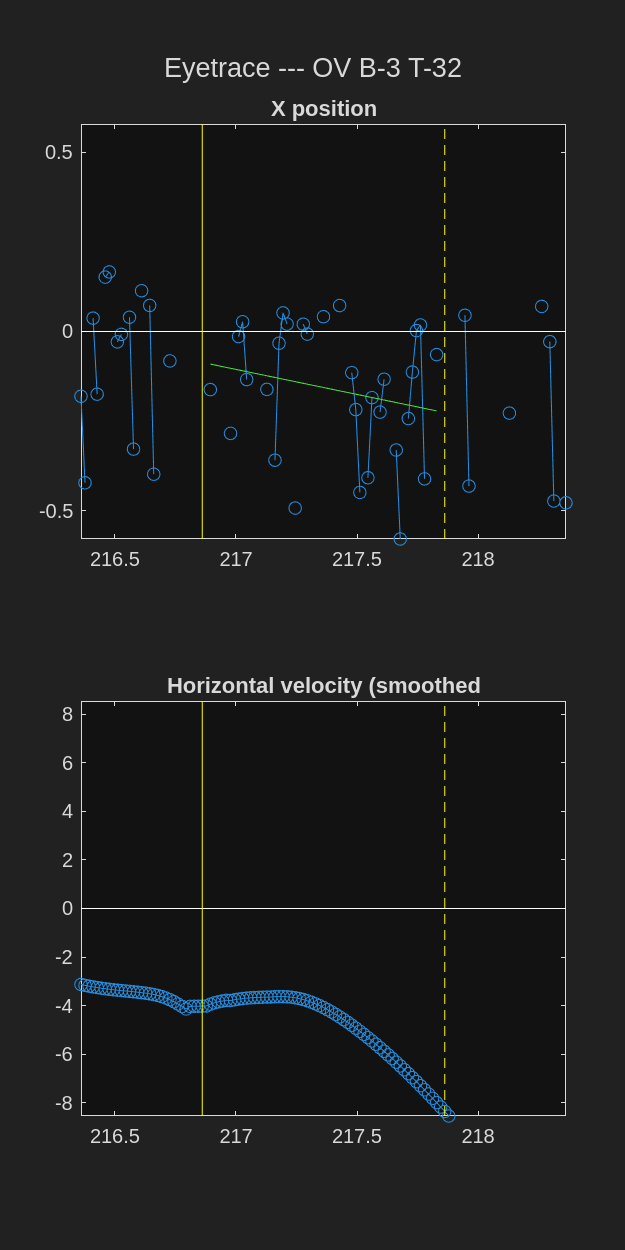 Eyetrace --- OV B-3 T-32
X position
0.5
0
-0.5
216.5 217 217.5 218
Horizontal velocity (smoothed
8
6
4
2
0
-2
-4
-6
-8
216.5 217 217.5 218